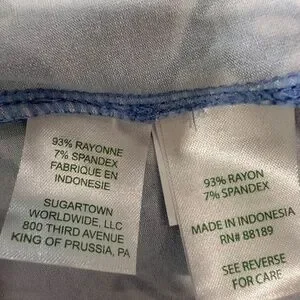 93% RAYONNE
7% SPANDEX
FABRIQUE EN
INDONESIE
SUGARTOWN
WORLDWIDE, LLC
800 THIRD AVENUE
KING OF PRUSSIA, PA
93% RAYON
7% SPANDEX
MADE IN INDONESIA
RN# 88189
SEE REVERSE
FOR CARE